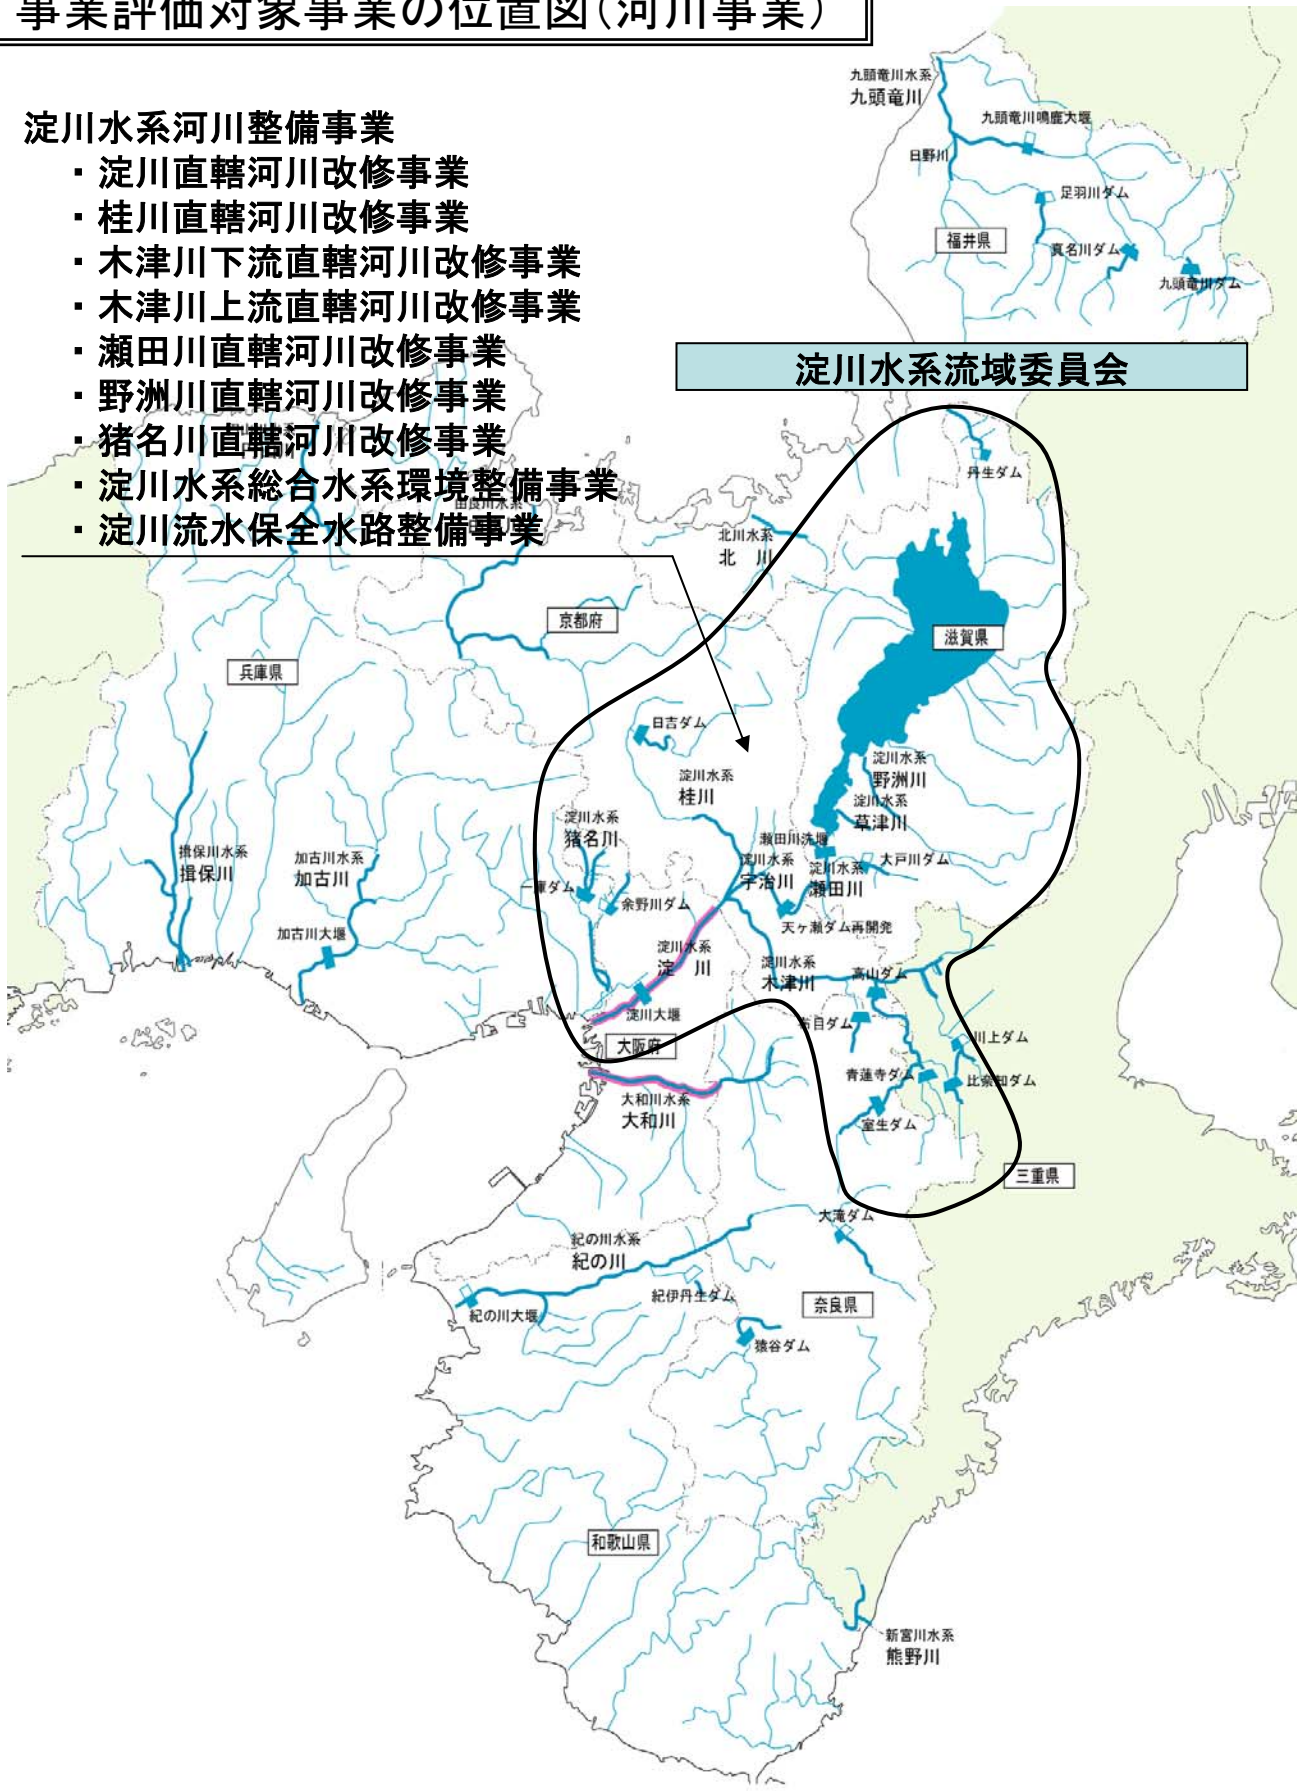 事業評価対象事業の位置図(河川事業)
淀川水系河川整備事業
・淀川直轄河川改修事業
・桂川直轄河川改修事業
・木津川下流直轄河川改修事業
・木津川上流直轄河川改修事業
・瀬田川直轄河川改修事業
・野洲川直轄河川改修事業
・猪名川直轄河川改修事業
・淀川水系総合水系環境整備事業
・淀川流水保全水路整備事業
九頭竜川水系
九頭竜川
九頭竜川鳴鹿大堰
日野川
足羽川ダム
福井県
真名川ダム
九頭竜川ダム
淀川水系流域委員会
丹生ダム
由良川水系
北川水系
北 川
京都府
滋賀県
兵庫県
日吉ダム
淀川水系
桂川
淀川水系
野洲川
淀川水系
草津川
淀川水系
猪名川
瀬田川洗堰
大戸川ダム
淀川水系
宇治川
淀川水系
瀬田川
揖保川水系
揖保川
加古川水系
加古川
一庫ダム
余野川ダム
天ヶ瀬ダム再開発
加古川大堰
淀川水系
淀 川
淀川水系
木津川
高山ダム
淀川大堰
布目ダム
川上ダム
大阪府
青蓮寺ダム
比奈知ダム
大和川水系
大和川
室生ダム
三重県
大滝ダム
紀の川水系
紀の川
紀伊丹生ダム
奈良県
紀の川大堰
猿谷ダム
和歌山県
新宮川水系
熊野川